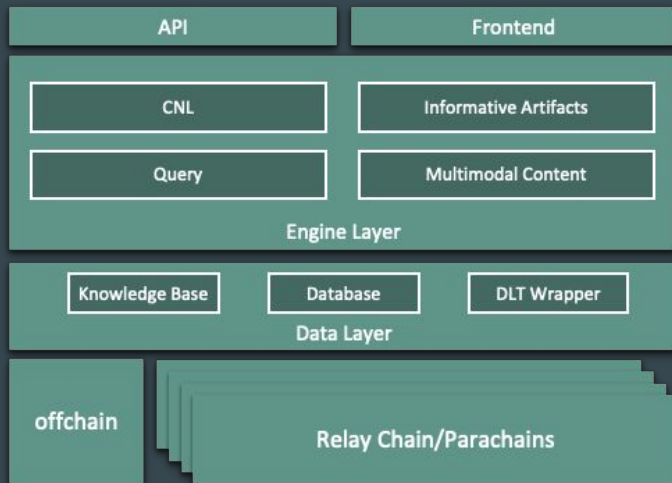 API
Frontend
CNL
Informative Artifacts
Query
Multimodal Content
Engine Layer
Knowledge Base
Database
DLT Wrapper
Data Layer
offchain
Relay Chain/Parachains